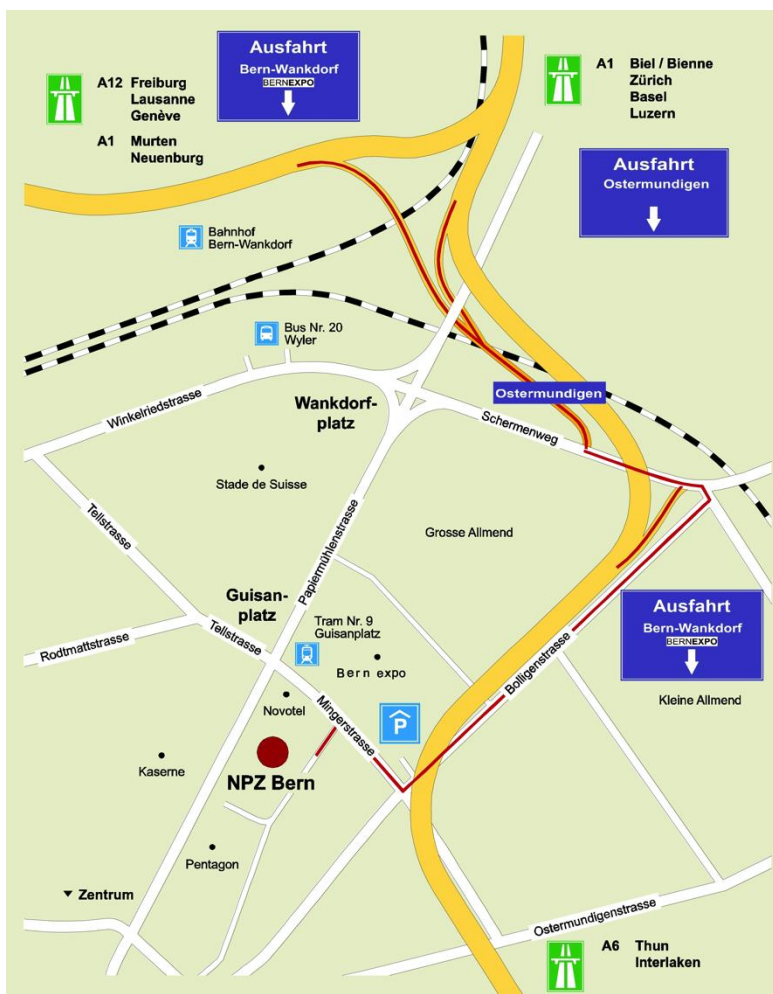 A12 Freiburg
Lausanne
Genève
A1 Murten
Neuenburg
Ausfahrt
Bern-Wankdorf
BERNEXPO
A1 Biel / Bienne
Zürich
Basel
Luzern
Ausfahrt
Ostermundigen
Bahnhof
Bern-Wankdorf
Bus Nr. 20
Wyler
Winkelriedstrasse
Wankdorf-
platz
Ostermundigen
Schermenweg
Stade de Suisse
Tellstrasse
Papiermühlenstrasse
Grosse Allmend
Guisan-
platz
Tram Nr. 9
Guisanplatz
Tellstrasse
Rodtmattstrasse
Bern expo
Ausfahrt
Bern-Wankdorf
BERNEXPO
Bolligenstrasse
Kleine Allmend
Novotel
Mingerstrasse
P
Kaserne
NPZ Bern
Pentagon
Zentrum
Ostermundigenstrasse
A6 Thun
Interlaken